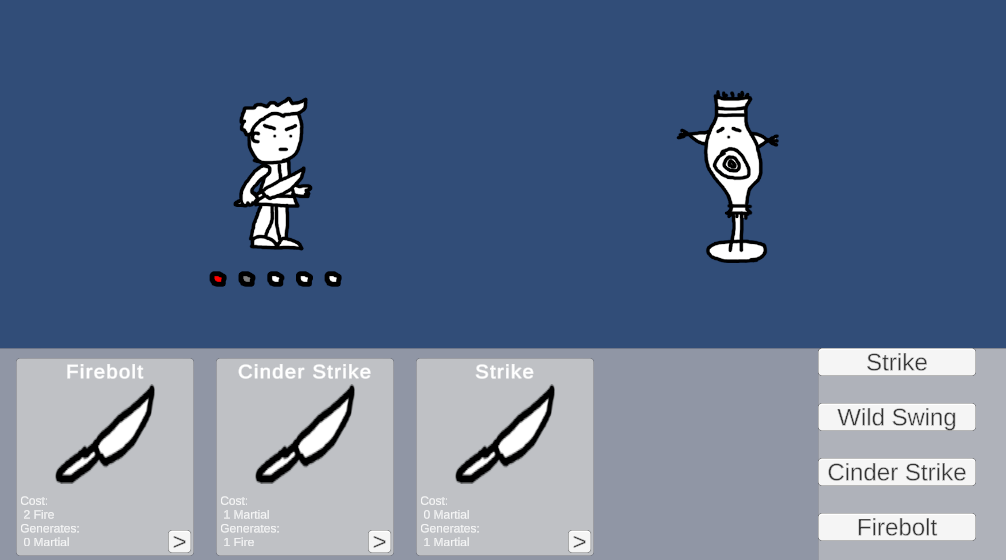 Firebolt
Cost:
2 Fire
Generates:
0 Martial
>
Cinder Strike
Cost:
1 Martial
Generates:
1 Fire
>
Strike
Cost:
0 Martial
Generates:
1 Martial
>
Strike
Wild Swing
Cinder Strike
Firebolt